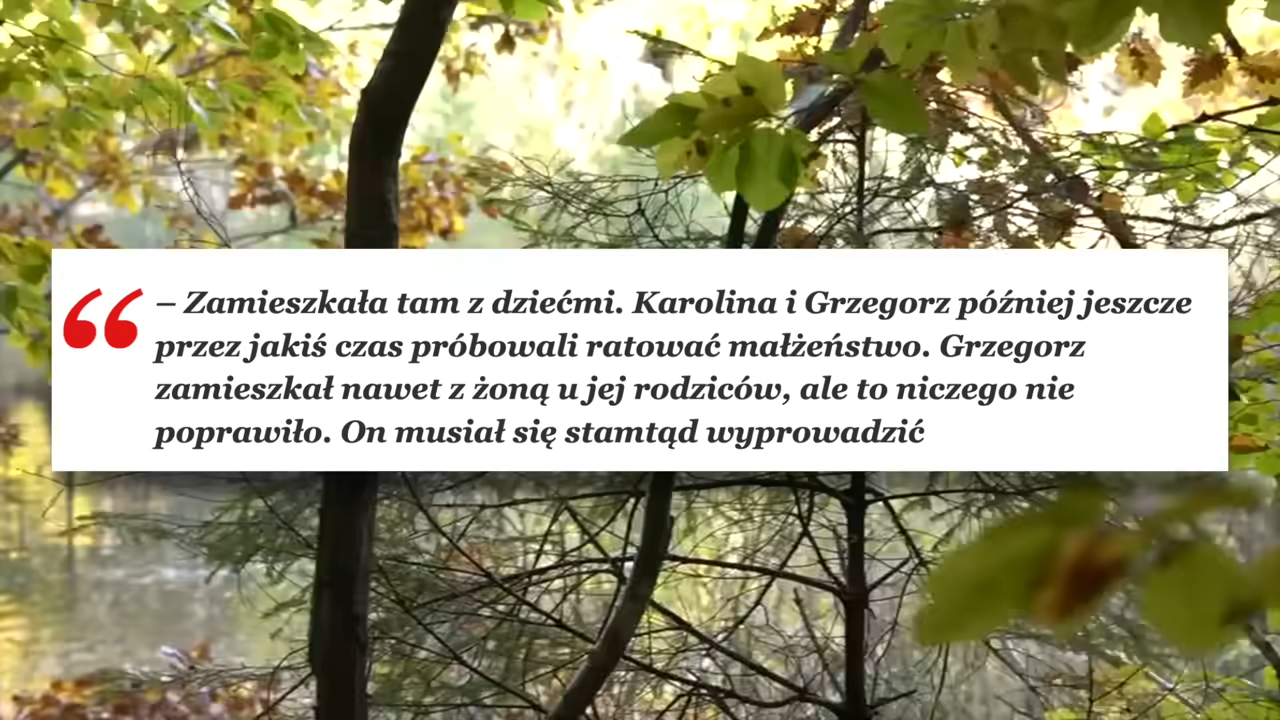 – Zamieszkała tam z dziećmi. Karolina i Grzegorz później jeszcze
przez jakiś czas próbowali ratować małżeństwo. Grzegorz
zamieszkał nawet z żoną u jej rodziców, ale to niczego nie
poprawiło. On musiał się stamtąd wyprowadzić